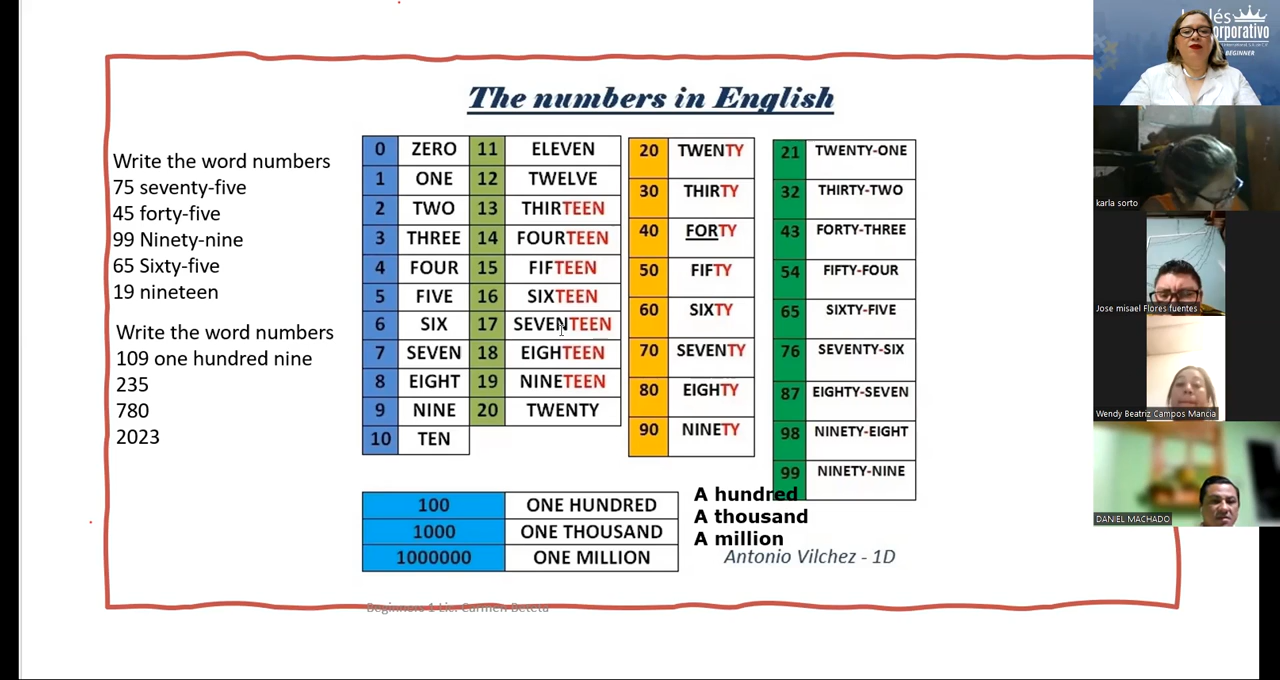 The numbers in English
Write the word numbers
75 seventy-five
45 forty-five
99 Ninety-nine
65 Sixty-five
19 nineteen
Write the word numbers
109 one hundred nine
235
780
2023
0 ZERO 11 ELEVEN
1 ONE 12 TWELVE
2 TWO 13 THIRTEEN
3 THREE 14 FOURTEEN
4 FOUR 15 FIFTEEN
5 FIVE 16 SIXTEEN
6 SIX 17 SEVENTEEN
7 SEVEN 18 EIGHTEEN
8 EIGHT 19 NINETEEN
9 NINE 20 TWENTY
10 TEN
20 TWENTY
30 THIRTY
40 FORTY
50 FIFTY
60 SIXTY
70 SEVENTY
80 EIGHTY
90 NINETY
21 TWENTY-ONE
32 THIRTY-TWO
43 FORTY-THREE
54 FIFTY-FOUR
65 SIXTY-FIVE
76 SEVENTY-SIX
87 EIGHTY-SEVEN
98 NINETY-EIGHT
99 NINETY-NINE
100 ONE HUNDRED
1000 ONE THOUSAND
1000000 ONE MILLION
A hundred
A thousand
A million
Antonio Vilchez - 1D
Beginners 1 Lic. Carmen Beteta
BEGINNER
karla sorto
Jose misael Flores fuentes
Wendy Beatriz Campos Mancia
DANIEL MACHADO